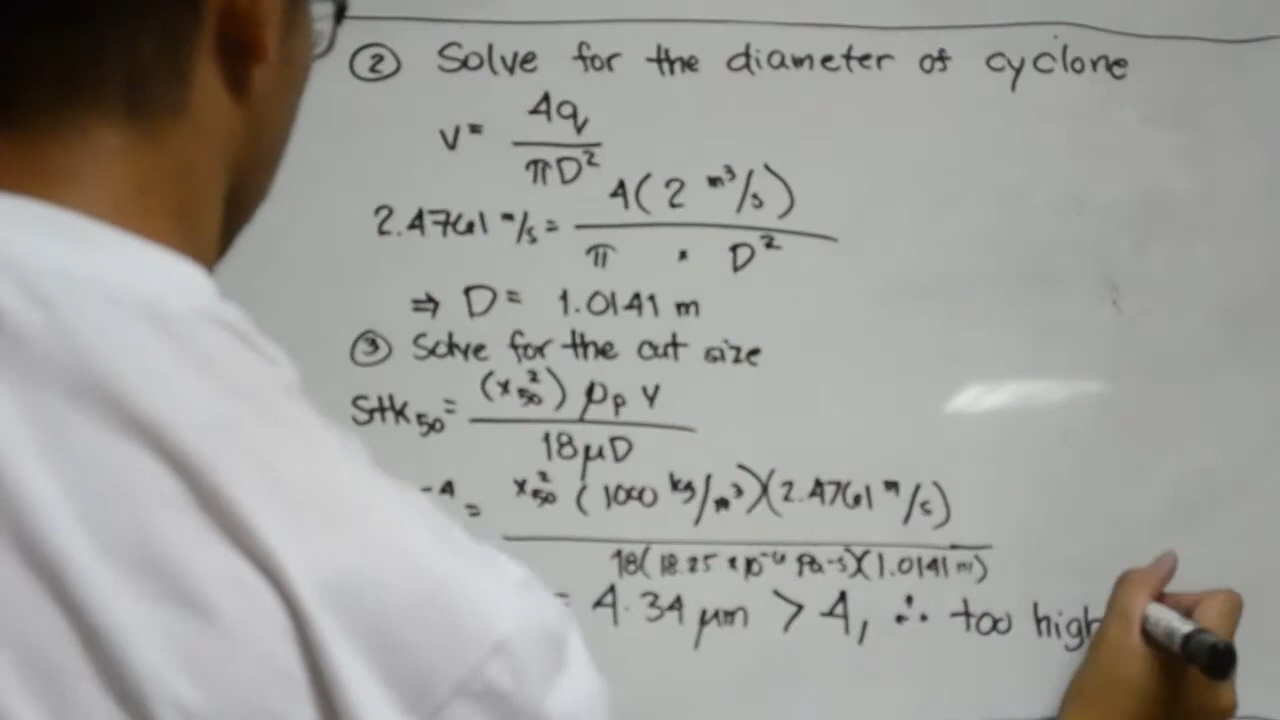 ② Solve for the diameter of cyclone
v = 4q / πD²
2.4761 m/s = 4(2 m³/s) / π · D²
⇒ D = 1.0141 m
③ Solve for the cut size
Stk₅₀ = (x₅₀²) ρₚ v / 18μD
⁻⁴ = x₅₀² (1000 kg/m³)(2.4761 m/s) / 18(18.25 × 10⁻⁶ Pa-s)(1.0141 m)
= 4.34 μm > 4, ∴ too high